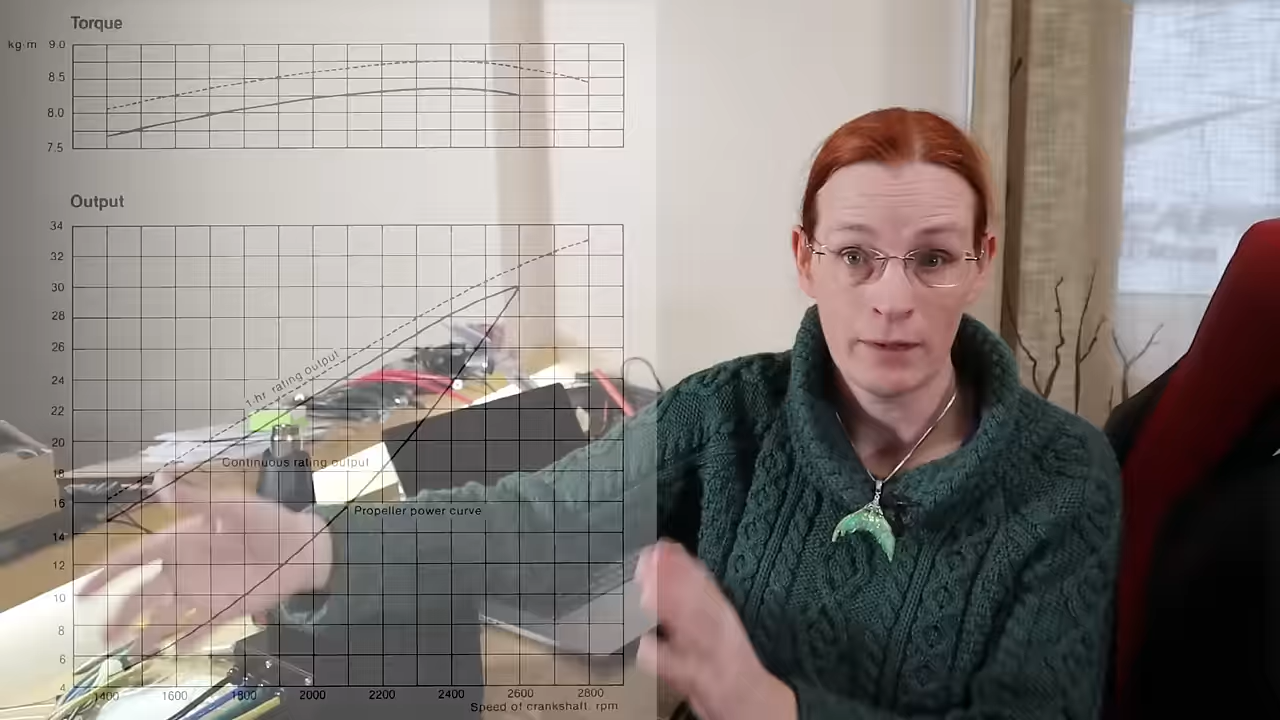 Torque
kg·m 9.0
8.5
8.0
7.5
Output
34
32
30
28
26
24
22
20
18
16
14
12
10
8
6
4
1-hr rating output
Continuous rating output
Propeller power curve
1400 1600 1800 2000 2200 2400 2600 2800
Speed of crankshaft. rpm